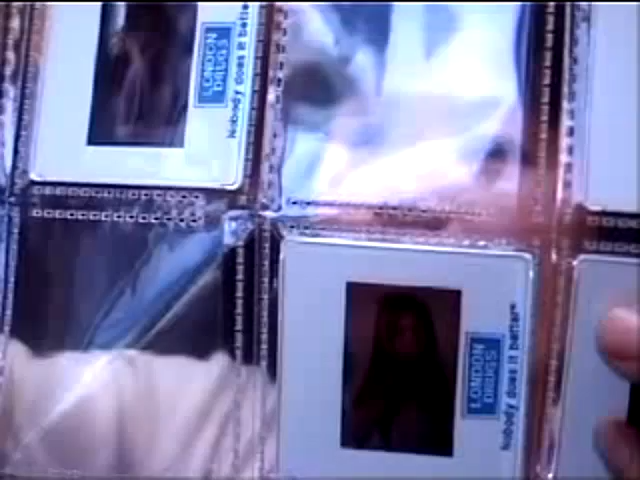 LONDON
DRUGS
Nobody does it bette
LONDON
DRUGS
Nobody does it better